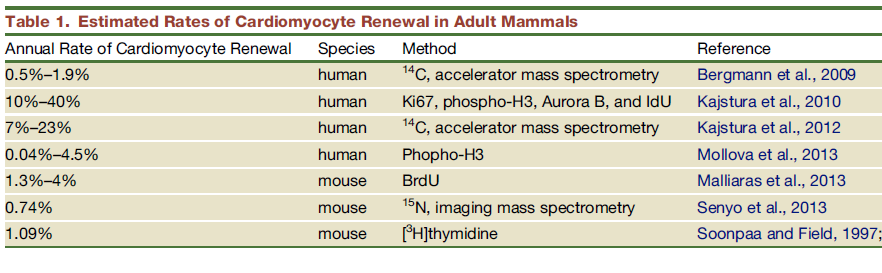 Table 1. Estimated Rates of Cardiomyocyte Renewal in Adult Mammals
Annual Rate of Cardiomyocyte Renewal Species Method Reference
0.5%–1.9% human ¹⁴C, accelerator mass spectrometry Bergmann et al., 2009
10%–40% human Ki67, phospho-H3, Aurora B, and IdU Kajstura et al., 2010
7%–23% human ¹⁴C, accelerator mass spectrometry Kajstura et al., 2012
0.04%–4.5% human Phopho-H3 Mollova et al., 2013
1.3%–4% mouse BrdU Malliaras et al., 2013
0.74% mouse ¹⁵N, imaging mass spectrometry Senyo et al., 2013
1.09% mouse [³H]thymidine Soonpaa and Field, 1997;